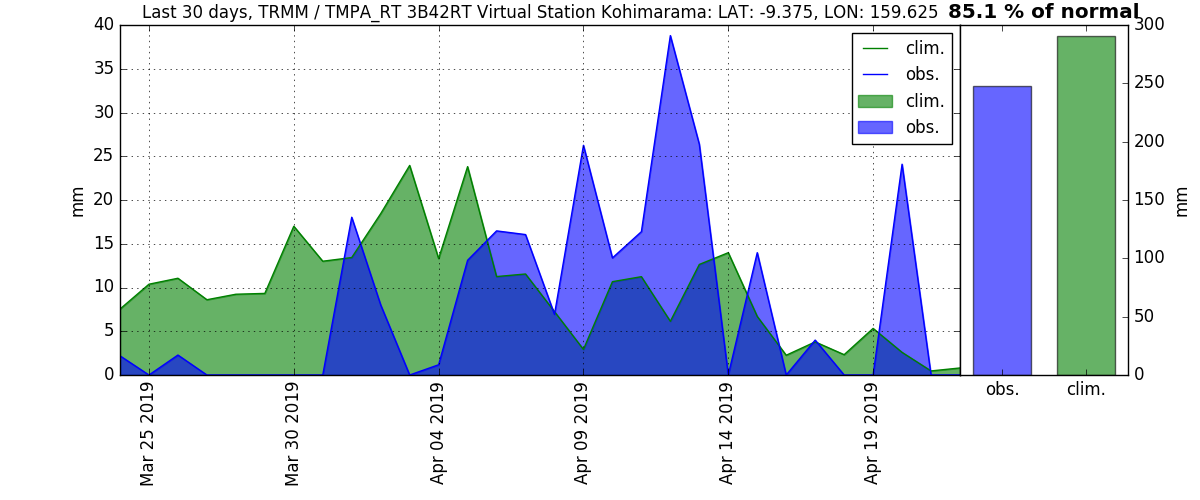 Last 30 days, TRMM / TMPA_RT 3B42RT Virtual Station Kohimarama: LAT: -9.375, LON: 159.625 85.1 % of normal
40
35
30
25
20
15
10
5
0
mm
clim.
obs.
clim.
obs.
Mar 25 2019
Mar 30 2019
Apr 04 2019
Apr 09 2019
Apr 14 2019
Apr 19 2019
300
250
200
150
100
50
0
mm
obs.
clim.